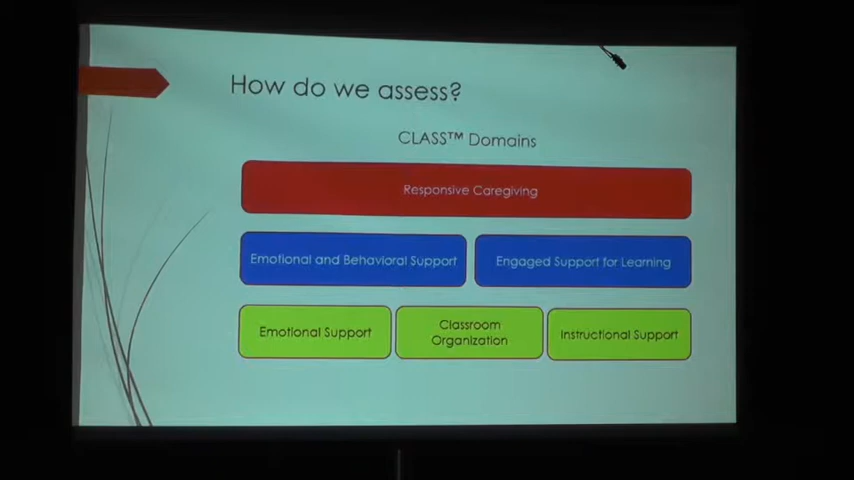 How do we assess?
CLASS™ Domains
Responsive Caregiving
Emotional and Behavioral Support
Engaged Support for Learning
Emotional Support
Classroom
Organization
Instructional Support